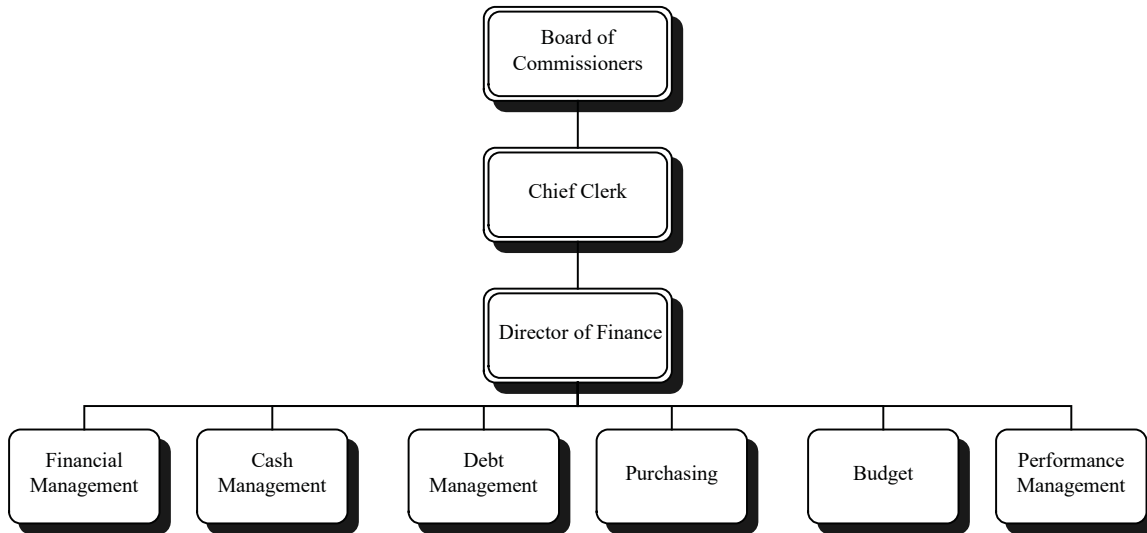 Board of
Commissioners
Chief Clerk
Director of Finance
Financial
Management
Cash
Management
Debt
Management
Purchasing
Budget
Performance
Management